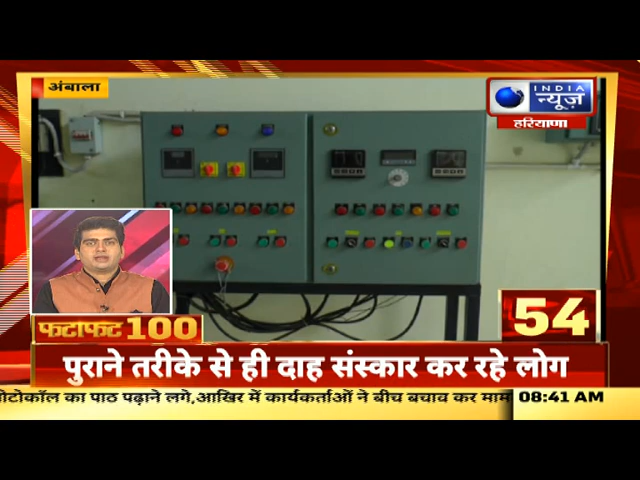 अंबाला
INDIA
न्यूज़
हरियाणा
फटाफट 100
54
पुराने तरीके से ही दाह संस्कार कर रहे लोग
का पाठ पढ़ाने लगे,आखिर में कार्यकर्ताओं ने बीच बचाव कर
08:41 AM